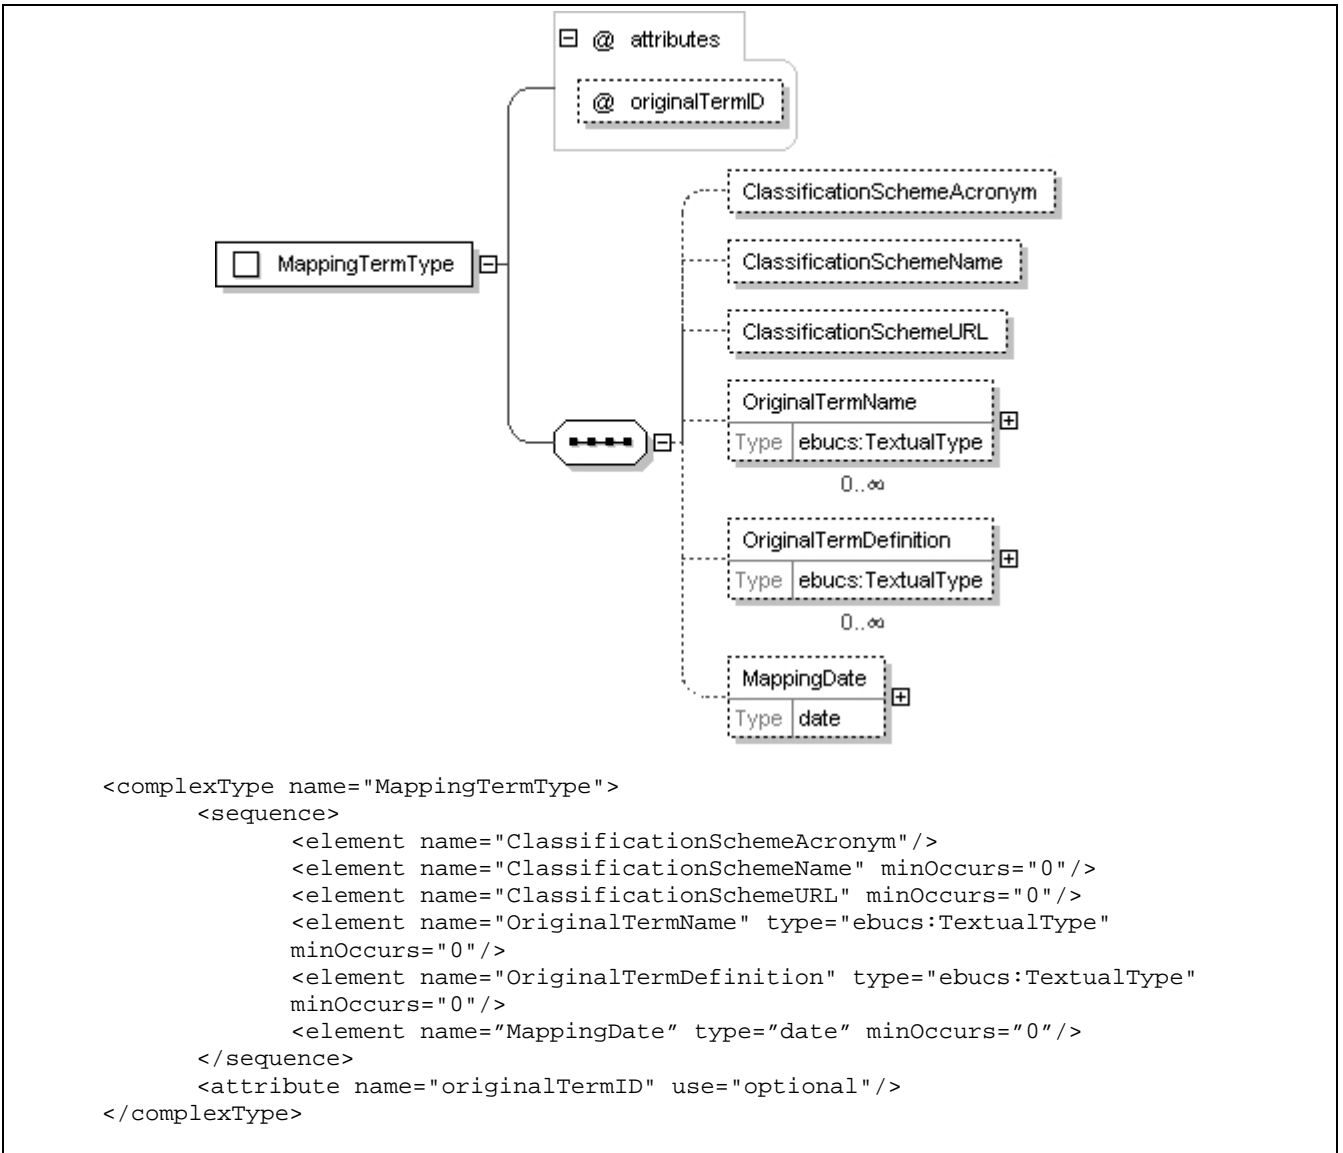 @ attributes
@ originalTermID
ClassificationSchemeAcronym
ClassificationSchemeName
MappingTermType
ClassificationSchemeURL
OriginalTermName
Type ebucs:TextualType
0..∞
OriginalTermDefinition
Type ebucs:TextualType
0..∞
MappingDate
Type date
<complexType name="MappingTermType">
<sequence>
<element name="ClassificationSchemeAcronym"/>
<element name="ClassificationSchemeName" minOccurs="0"/>
<element name="ClassificationSchemeURL" minOccurs="0"/>
<element name="OriginalTermName" type="ebucs:TextualType"
minOccurs="0"/>
<element name="OriginalTermDefinition" type="ebucs:TextualType"
minOccurs="0"/>
<element name=”MappingDate” type=”date” minOccurs=”0”/>
</sequence>
<attribute name="originalTermID" use="optional"/>
</complexType>